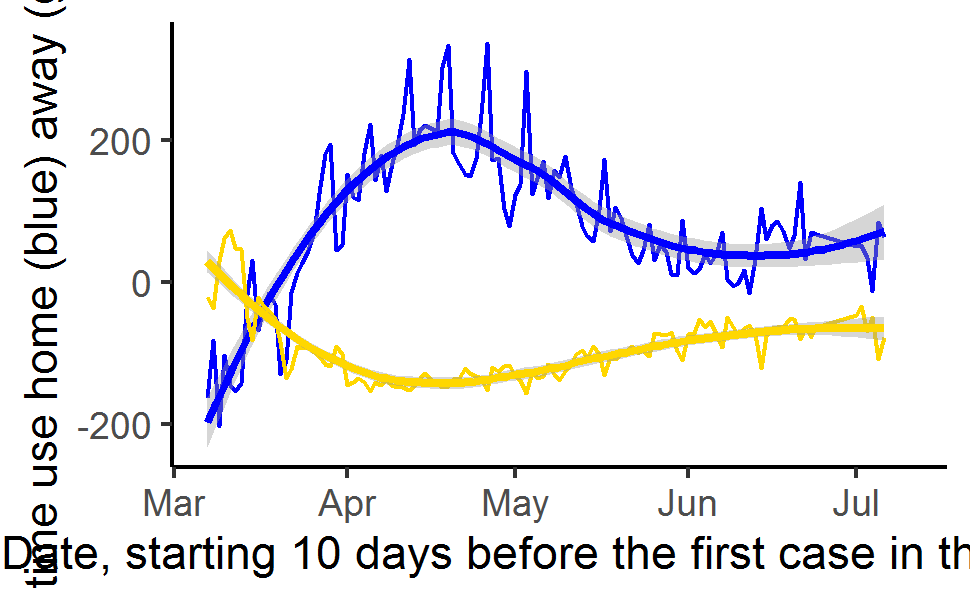 time use home (blue) away (
200
0
-200
Mar Apr May Jun Jul
Date, starting 10 days before the first case in th